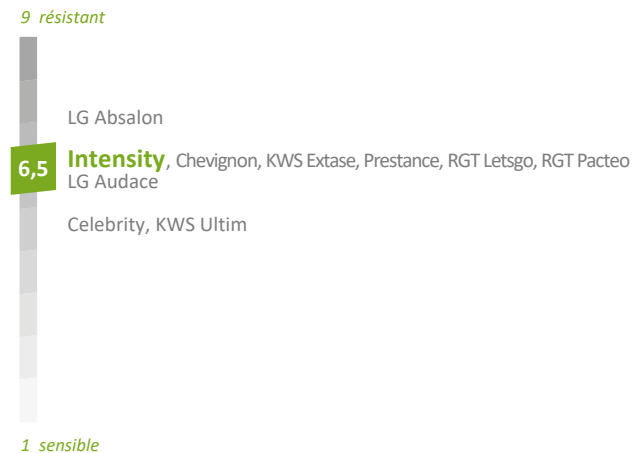 9 résistant
LG Absalon
6,5
Intensity, Chevignon, KWS Extase, Prestance, RGT Letsgo, RGT Pacteo
LG Audace
Celebrity, KWS Ultim
1 sensible